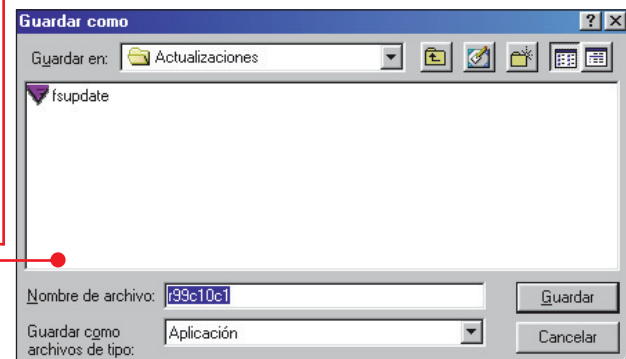 Guardar como
Guardar en: Actualizaciones
fsupdate
Nombre de archivo: r99c10c1 Guardar
Guardar como
archivos de tipo: Aplicación Cancelar